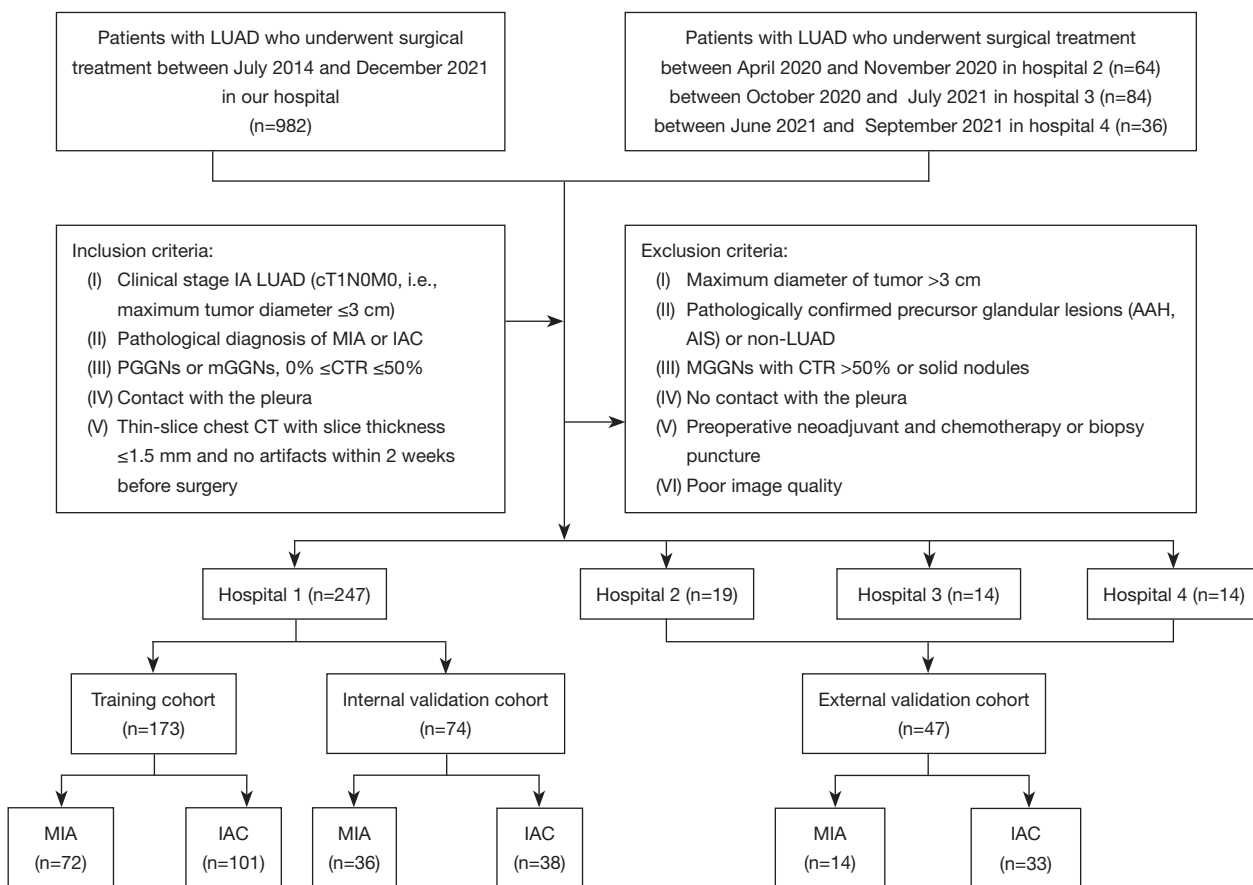 Patients with LUAD who underwent surgical
treatment between July 2014 and December 2021
in our hospital
(n=982)
Patients with LUAD who underwent surgical treatment
between April 2020 and November 2020 in hospital 2 (n=64)
between October 2020 and July 2021 in hospital 3 (n=84)
between June 2021 and September 2021 in hospital 4 (n=36)
Inclusion criteria:
(I) Clinical stage IA LUAD (cT1N0M0, i.e.,
maximum tumor diameter ≤3 cm)
(II) Pathological diagnosis of MIA or IAC
(III) PGGNs or mGGNs, 0% ≤CTR ≤50%
(IV) Contact with the pleura
(V) Thin-slice chest CT with slice thickness
≤1.5 mm and no artifacts within 2 weeks
before surgery
Exclusion criteria:
(I) Maximum diameter of tumor >3 cm
(II) Pathologically confirmed precursor glandular lesions (AAH,
AIS) or non-LUAD
(III) MGGNs with CTR >50% or solid nodules
(IV) No contact with the pleura
(V) Preoperative neoadjuvant and chemotherapy or biopsy
puncture
(VI) Poor image quality
Hospital 1 (n=247)
Hospital 2 (n=19)
Hospital 3 (n=14)
Hospital 4 (n=14)
Training cohort
(n=173)
Internal validation cohort
(n=74)
External validation cohort
(n=47)
MIA
(n=72)
IAC
(n=101)
MIA
(n=36)
IAC
(n=38)
MIA
(n=14)
IAC
(n=33)